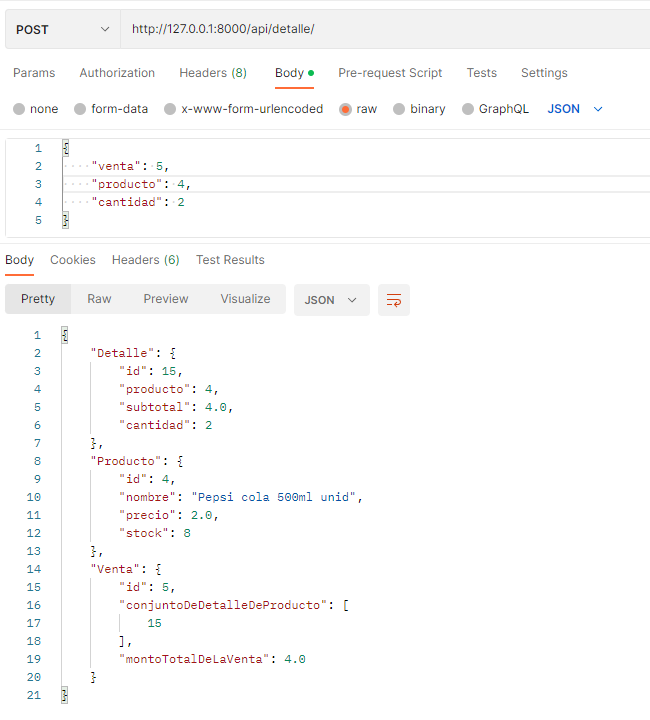 POST http://127.0.0.1:8000/api/detalle/
Params Authorization Headers (8) Body Pre-request Script Tests Settings
none form-data x-www-form-urlencoded raw binary GraphQL JSON
1 {
2 "venta": 5,
3 "producto": 4,
4 "cantidad": 2
5 }
Body Cookies Headers (6) Test Results
Pretty Raw Preview Visualize JSON
1 {
2 "Detalle": {
3 "id": 15,
4 "producto": 4,
5 "subtotal": 4.0,
6 "cantidad": 2
7 },
8 "Producto": {
9 "id": 4,
10 "nombre": "Pepsi cola 500ml unid",
11 "precio": 2.0,
12 "stock": 8
13 },
14 "Venta": {
15 "id": 5,
16 "conjuntoDeDetalleDeProducto": [
17 15
18 ],
19 "montoTotalDeLaVenta": 4.0
20 }
21 }